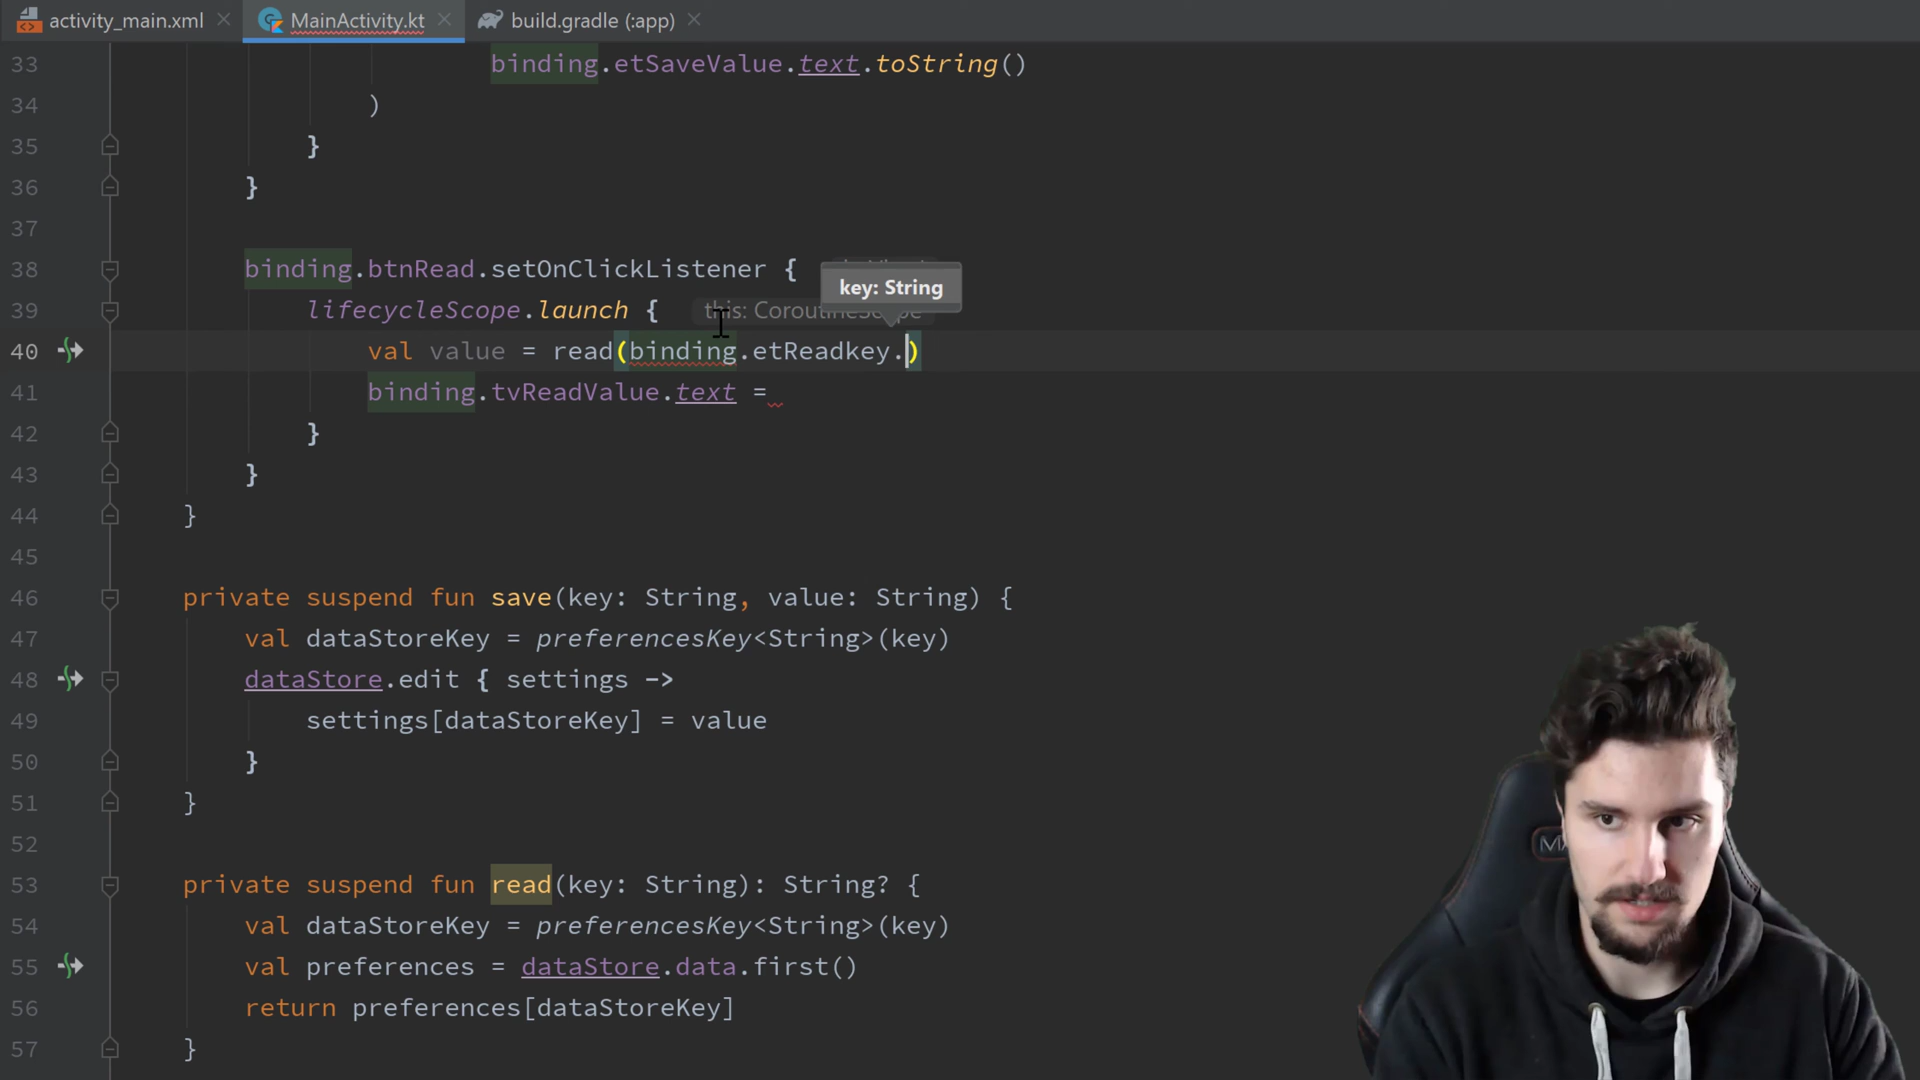 activity_main.xml MainActivity.kt build.gradle (:app)
33 binding.etSaveValue.text.toString()
34 )
35 }
36 }
37
38 binding.btnRead.setOnClickListener {
key: String
39 lifecycleScope.launch { this: CoroutineScope
40 val value = read(binding.etReadkey.)
41 binding.tvReadValue.text =
42 }
43 }
44 }
45
46 private suspend fun save(key: String, value: String) {
47 val dataStoreKey = preferencesKey<String>(key)
48 dataStore.edit { settings ->
49 settings[dataStoreKey] = value
50 }
51 }
52
53 private suspend fun read(key: String): String? {
54 val dataStoreKey = preferencesKey<String>(key)
55 val preferences = dataStore.data.first()
56 return preferences[dataStoreKey]
57 }